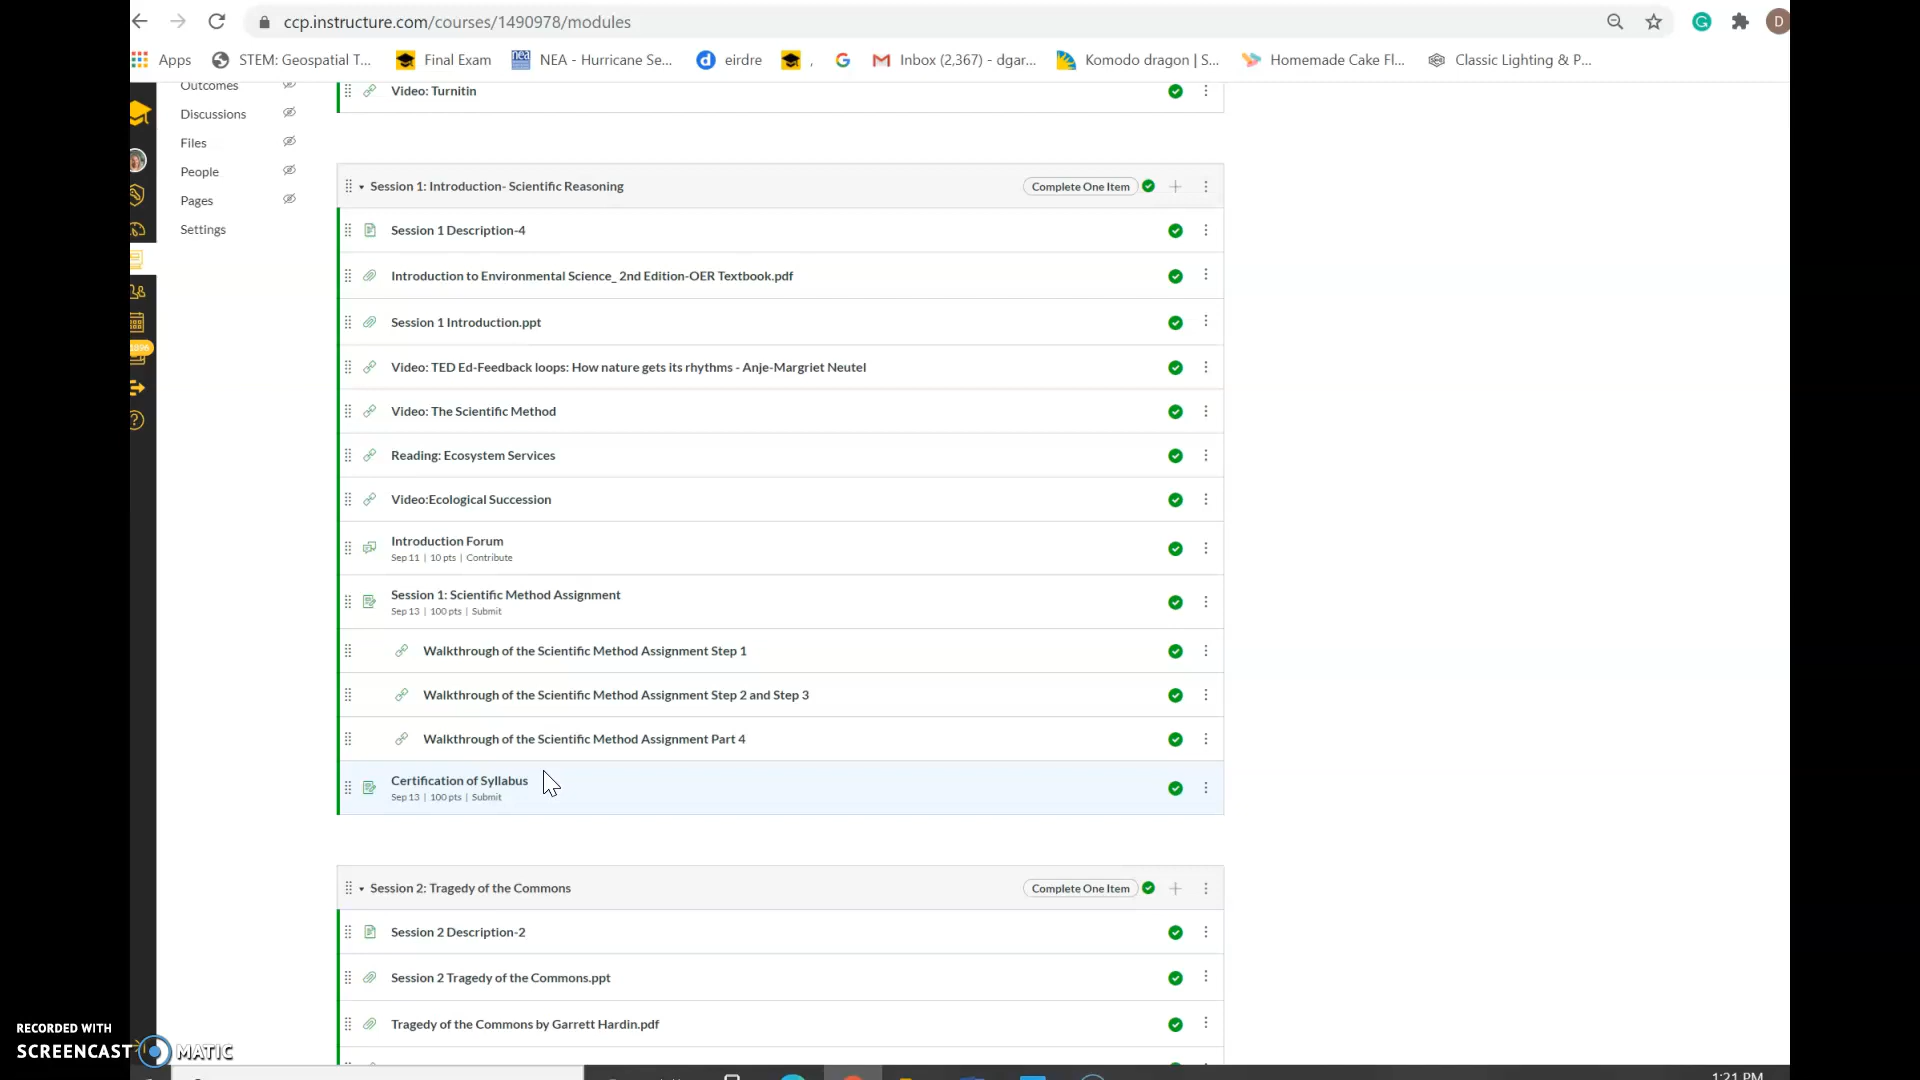 ccp.instructure.com/courses/1490978/modules
D
Apps
STEM: Geospatial T...
Final Exam
nea
NEA - Hurricane Se...
eirdre
,
Inbox (2,367) - dgar...
Komodo dragon | S...
Homemade Cake Fl...
Classic Lighting & P...
Outcomes
Discussions
Files
People
Pages
Settings
Video: Turnitin
Session 1: Introduction- Scientific Reasoning
Complete One Item
Session 1 Description-4
Introduction to Environmental Science_ 2nd Edition-OER Textbook.pdf
Session 1 Introduction.ppt
Video: TED Ed-Feedback loops: How nature gets its rhythms - Anje-Margriet Neutel
Video: The Scientific Method
Reading: Ecosystem Services
Video:Ecological Succession
Introduction Forum
Sep 11 | 10 pts | Contribute
Session 1: Scientific Method Assignment
Sep 13 | 100 pts | Submit
Walkthrough of the Scientific Method Assignment Step 1
Walkthrough of the Scientific Method Assignment Step 2 and Step 3
Walkthrough of the Scientific Method Assignment Part 4
Certification of Syllabus
Sep 13 | 100 pts | Submit
Session 2: Tragedy of the Commons
Complete One Item
Session 2 Description-2
Session 2 Tragedy of the Commons.ppt
Tragedy of the Commons by Garrett Hardin.pdf
RECORDED WITH
SCREENCAST MATIC
1:21 PM